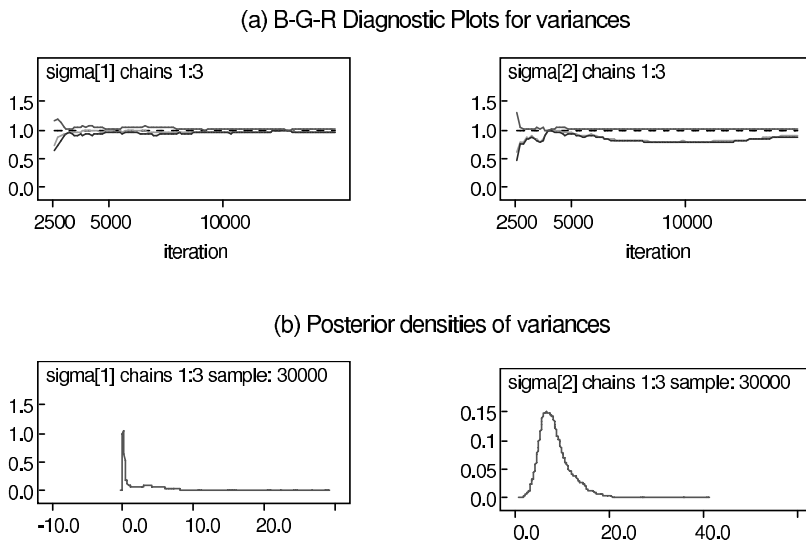 (a) B-G-R Diagnostic Plots for variances
sigma[1] chains 1:3
1.5
1.0
0.5
0.0
2500 5000 10000
iteration
sigma[2] chains 1:3
1.5
1.0
0.5
0.0
2500 5000 10000
iteration
(b) Posterior densities of variances
sigma[1] chains 1:3 sample: 30000
1.5
1.0
0.5
0.0
-10.0 0.0 10.0 20.0
sigma[2] chains 1:3 sample: 30000
0.15
0.1
0.05
0.0
0.0 20.0 40.0